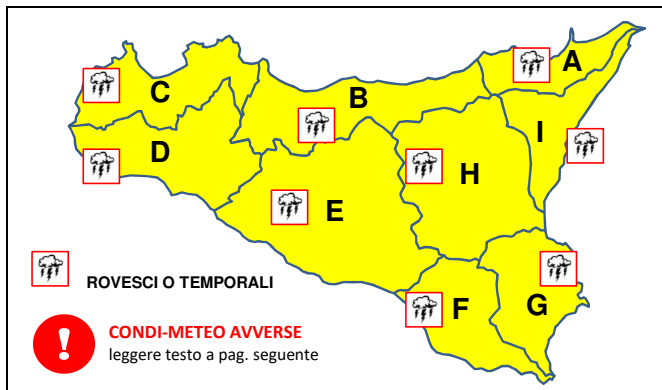 A
B
C
I
D
H
E
ROVESCI O TEMPORALI
F
G
!
CONDI-METEO AVVERSE
leggere testo a pag. seguente